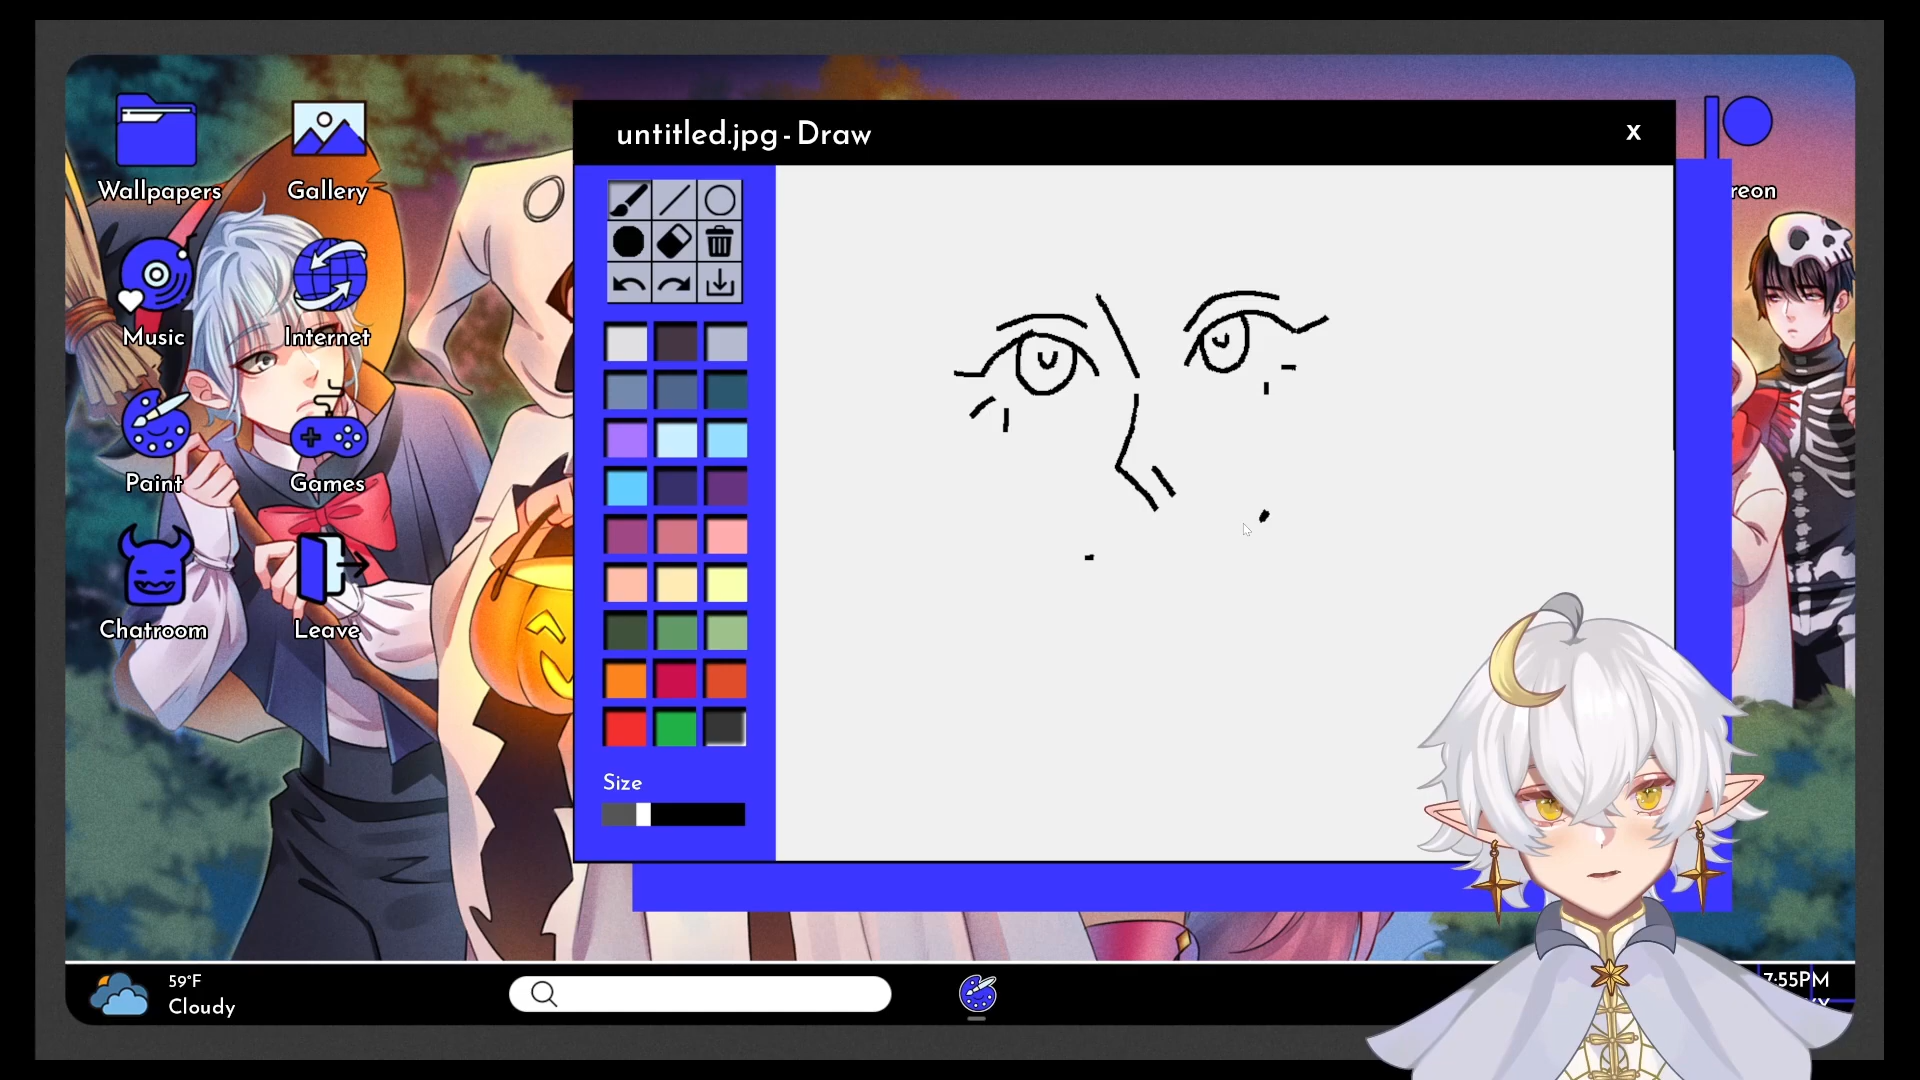 untitled.jpg - Draw
X
Wallpapers
Gallery
reon
Music
Internet
Paint
Games
Chatroom
Leave
Size
59°F
Cloudy
7:55PM